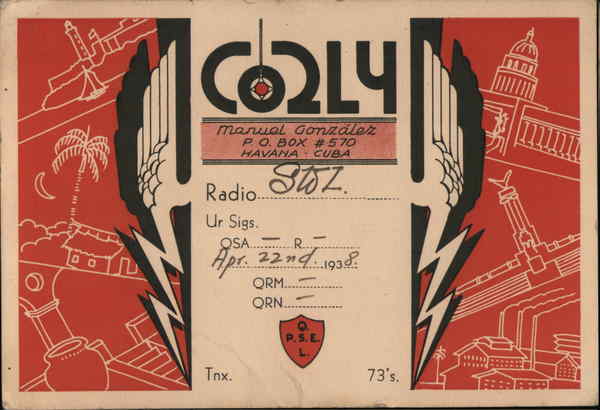 CO2LY
Manuel González
P.O. BOX #570
HAVANA - CUBA
Radio
Ur Sigs.
QSA — R —
Apr. 22nd. 1938.
QRM —
QRN —
Q.
P.S.E.
L.
Tnx. 73's.